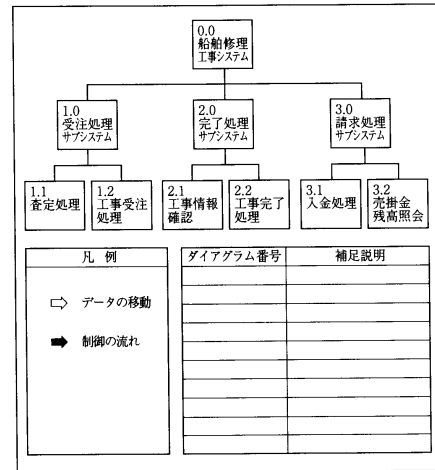 0.0
船舶修理
工事システム
1.0
受注処理
サブシステム
2.0
完了処理
サブシステム
3.0
請求処理
サブシステム
1.1
査定処理
1.2
工事受注
処理
2.1
工事情報
確認
2.2
工事完了
処理
3.1
入金処理
3.2
売掛金
残高照会
凡 例
データの移動
制御の流れ
ダイアグラム番号
補足説明